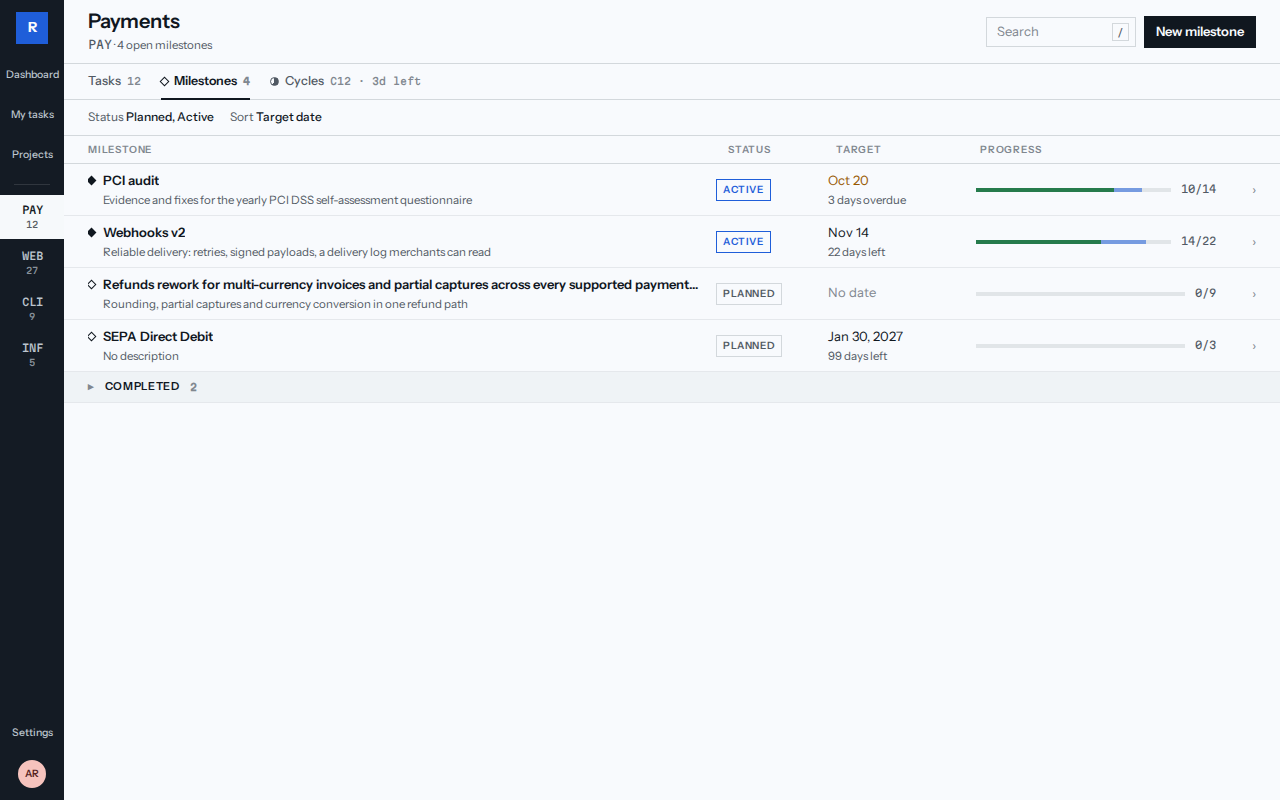 R
Dashboard
My tasks
Projects
PAY
12
WEB
27
CLI
9
INF
5
Settings
AR
Payments
PAY · 4 open milestones
Search /
New milestone
Tasks 12
Milestones 4
Cycles C12 · 3d left
Status Planned, Active
Sort Target date
MILESTONE STATUS TARGET PROGRESS
PCI audit
Evidence and fixes for the yearly PCI DSS self-assessment questionnaire
ACTIVE
Oct 20
3 days overdue
10/14
Webhooks v2
Reliable delivery: retries, signed payloads, a delivery log merchants can read
ACTIVE
Nov 14
22 days left
14/22
Refunds rework for multi-currency invoices and partial captures across every supported payment...
Rounding, partial captures and currency conversion in one refund path
PLANNED
No date
0/9
SEPA Direct Debit
No description
PLANNED
Jan 30, 2027
99 days left
0/3
COMPLETED 2